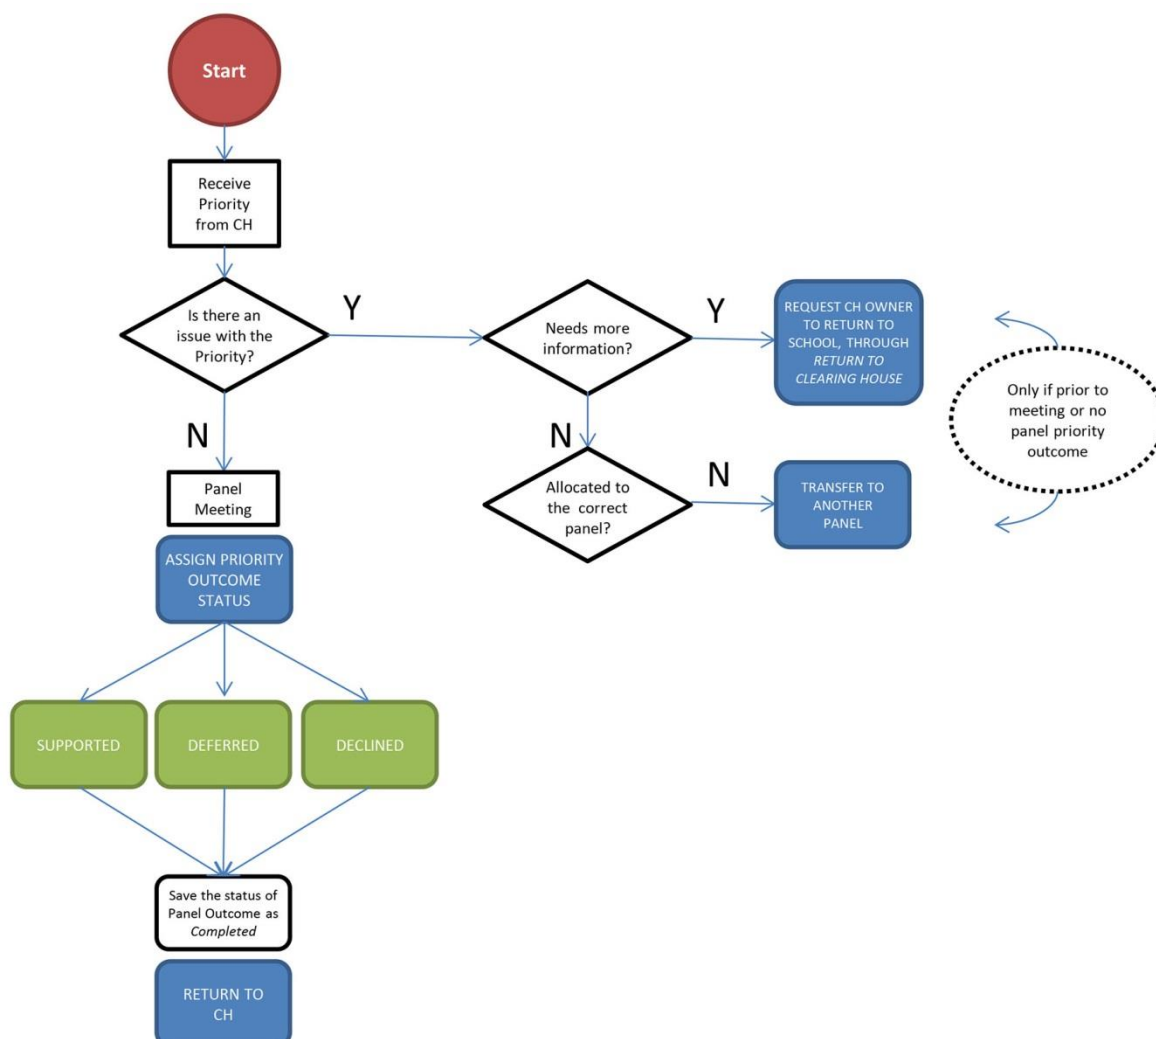 Start
Receive
Priority
from CH
Is there an
issue with the
Priority?
Y
Needs more
information?
Y
REQUEST CH OWNER
TO RETURN TO
SCHOOL, THROUGH
RETURN TO
CLEARING HOUSE
Only if prior to
meeting or no
panel priority
outcome
N
N
Panel
Meeting
Allocated to
the correct
panel?
N
TRANSFER TO
ANOTHER
PANEL
ASSIGN PRIORITY
OUTCOME
STATUS
SUPPORTED
DEFERRED
DECLINED
Save the status of
Panel Outcome as
Completed
RETURN TO
CH